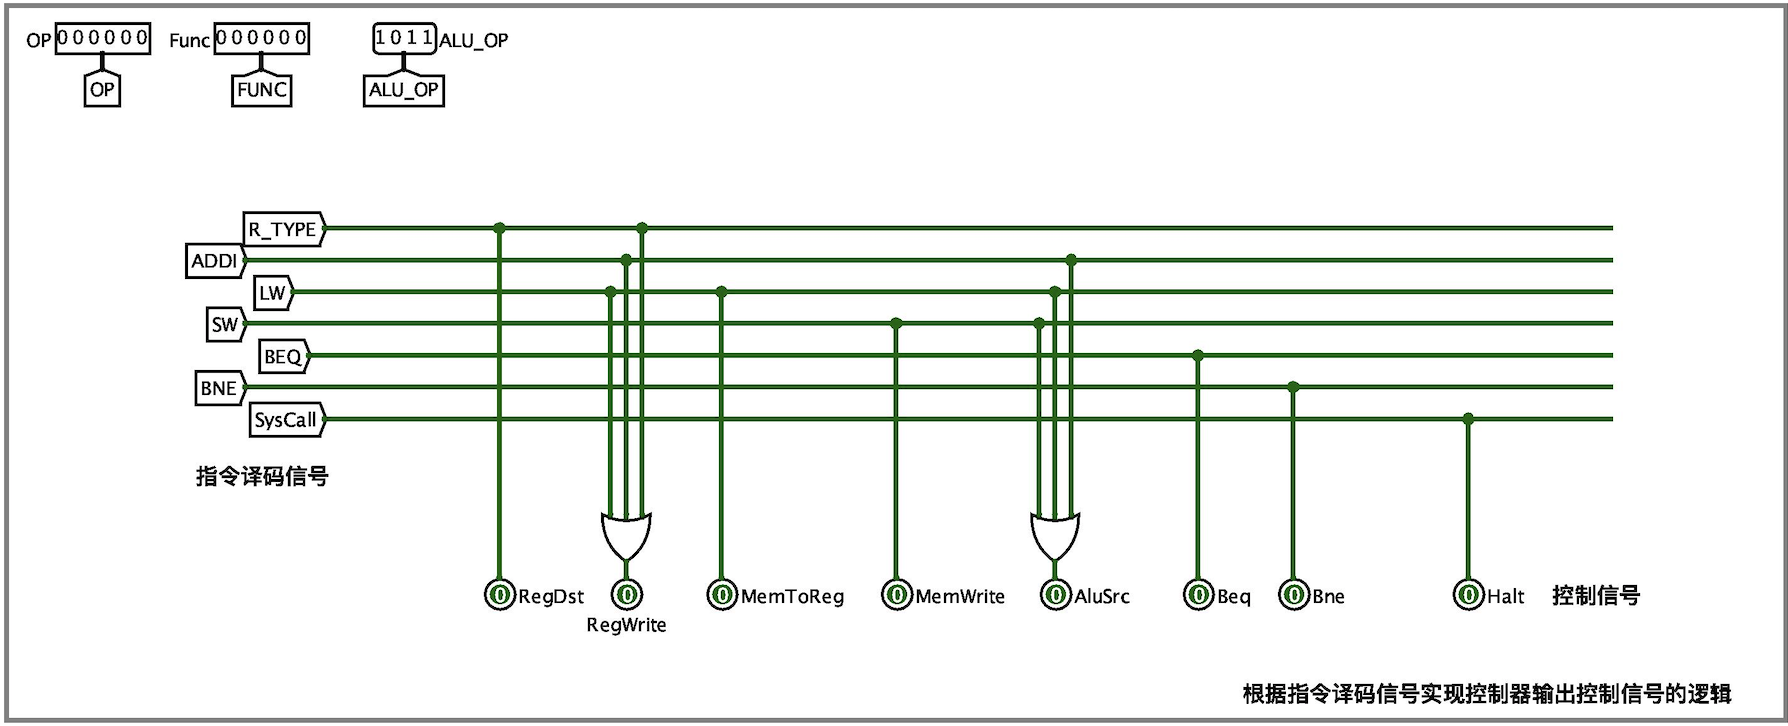 OP 000000 Func 000000 1011 ALU_OP
OP FUNC ALU_OP
R_TYPE
ADDI
LW
SW
BEQ
BNE
SysCall
指令译码信号
0 RegDst 0 0 MemToReg 0 MemWrite 0 AluSrc 0 Beq 0 Bne 0 Halt 控制信号
RegWrite
根据指令译码信号实现控制器输出控制信号的逻辑